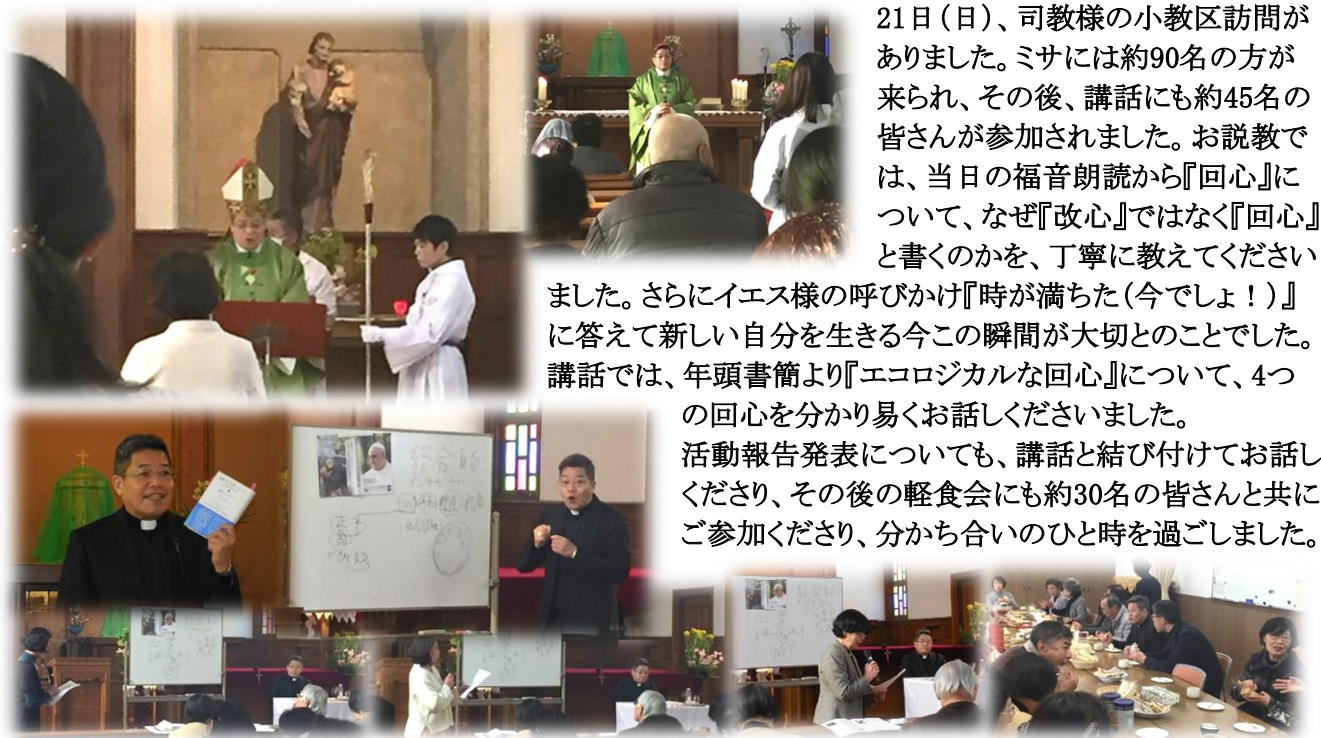 21日（日）、司教様の小教区訪問が
ありました。ミサには約90名の方が
来られ、その後、講話にも約45名の
皆さんが参加されました。お説教で
は、当日の福音朗読から『回心』に
ついて、なぜ『改心』ではなく『回心』
と書くのかを、丁寧に教えてください
ました。さらにイエス様の呼びかけ『時が満ちた（今でしょ！）』
に答えて新しい自分を生きる今この瞬間が大切とのことでした。
講話では、年頭書簡より『エコロジカルな回心』について、4つ
の回心を分かり易くお話しくださいました。
活動報告発表についても、講話と結び付けてお話し
くださり、その後の軽食会にも約30名の皆さんと共に
ご参加くださり、分かち合いのひと時を過ごしました。
総合的